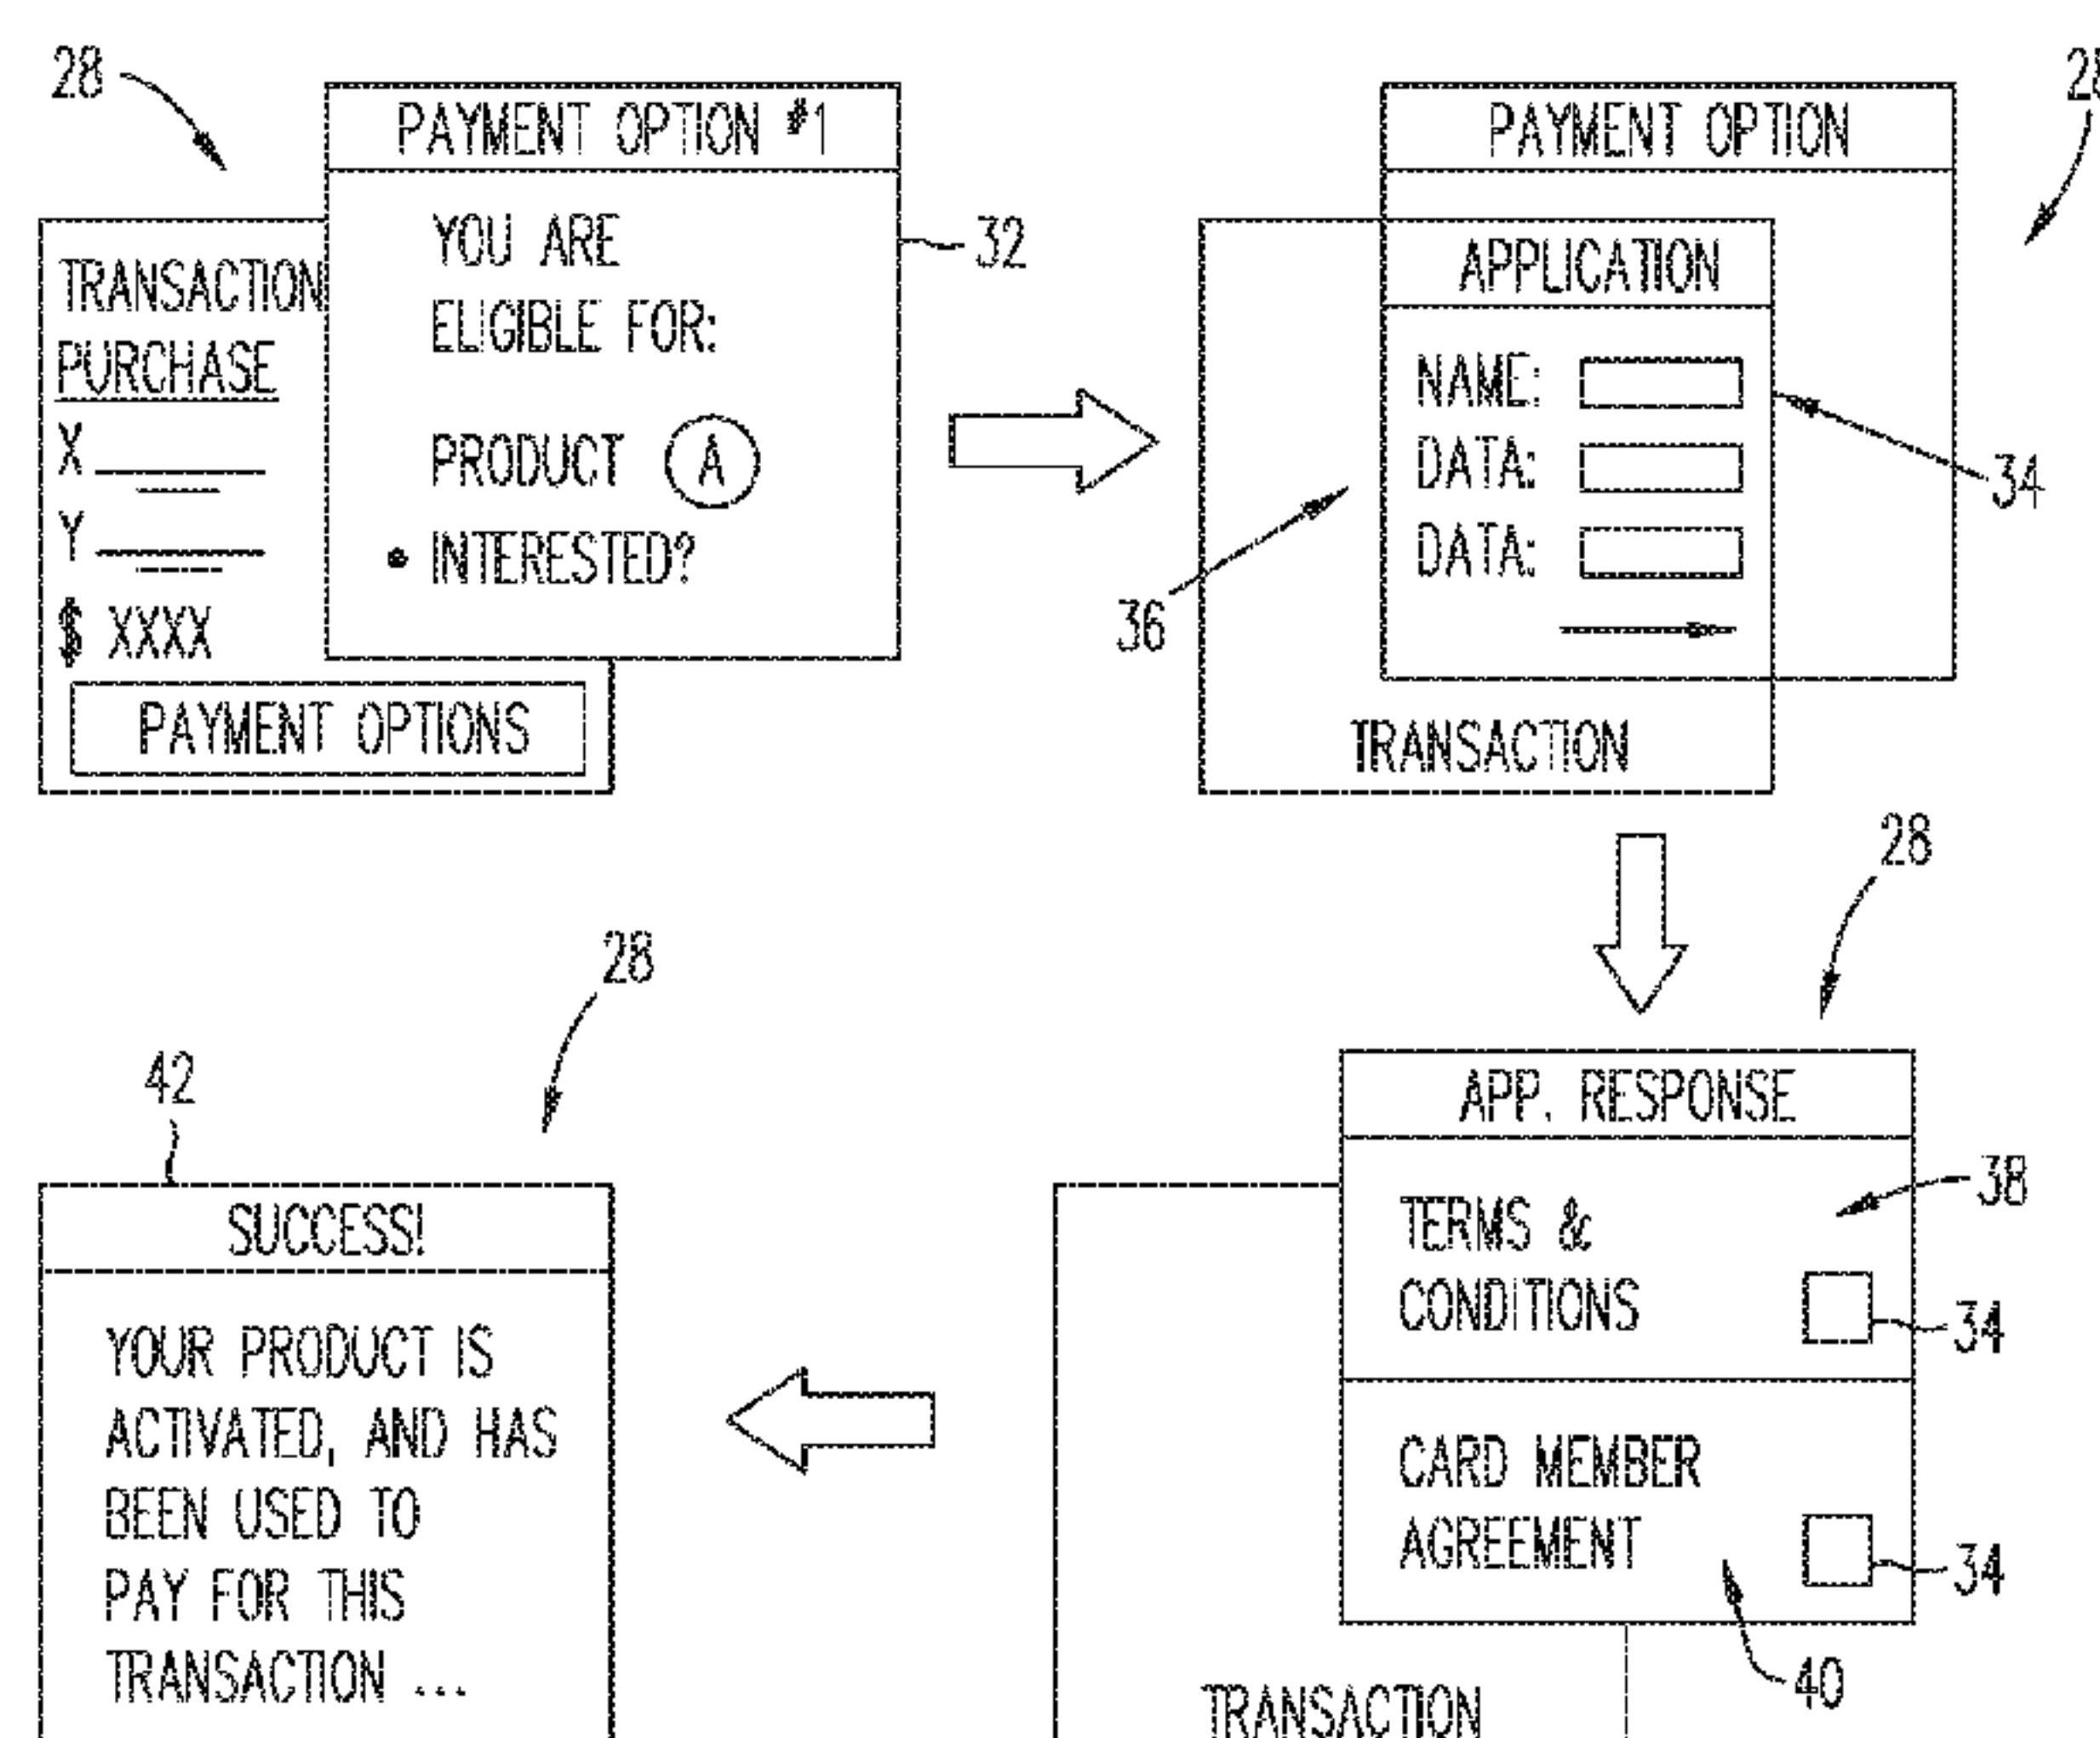 28
PAYMENT OPTION #1
YOU ARE
ELIGIBLE FOR:
PRODUCT A
• INTERESTED?
32
TRANSACTION
PURCHASE
X
Y
$ XXXX
PAYMENT OPTIONS
PAYMENT OPTION
APPLICATION
NAME:
DATA:
DATA:
34
36
TRANSACTION
28
28
APP. RESPONSE
TERMS &
CONDITIONS
38
34
CARD MEMBER
AGREEMENT
34
40
TRANSACTION
42
SUCCESS!
YOUR PRODUCT IS
ACTIVATED, AND HAS
BEEN USED TO
PAY FOR THIS
TRANSACTION ...